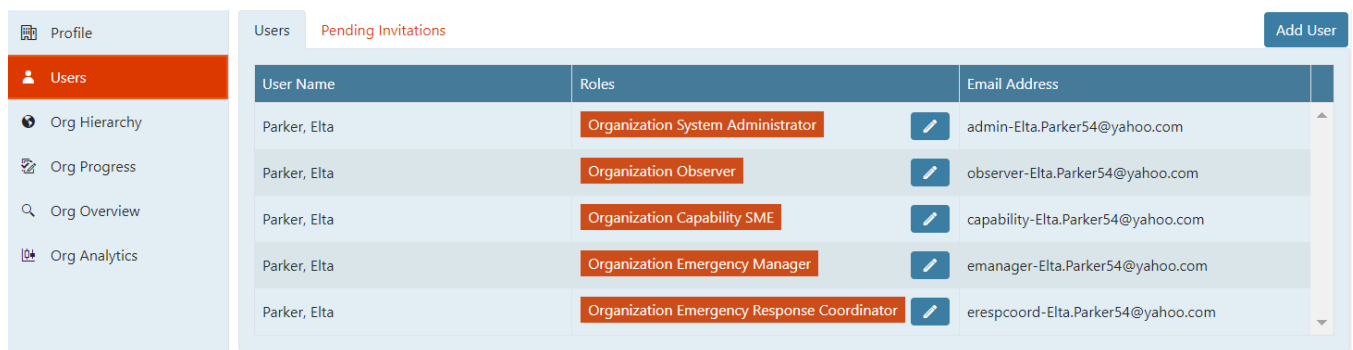 Profile
Users
Org Hierarchy
Org Progress
Org Overview
Org Analytics
Users Pending Invitations Add User
User Name Roles Email Address
Parker, Elta Organization System Administrator admin-Elta.Parker54@yahoo.com
Parker, Elta Organization Observer observer-Elta.Parker54@yahoo.com
Parker, Elta Organization Capability SME capability-Elta.Parker54@yahoo.com
Parker, Elta Organization Emergency Manager emanager-Elta.Parker54@yahoo.com
Parker, Elta Organization Emergency Response Coordinator erespcoord-Elta.Parker54@yahoo.com